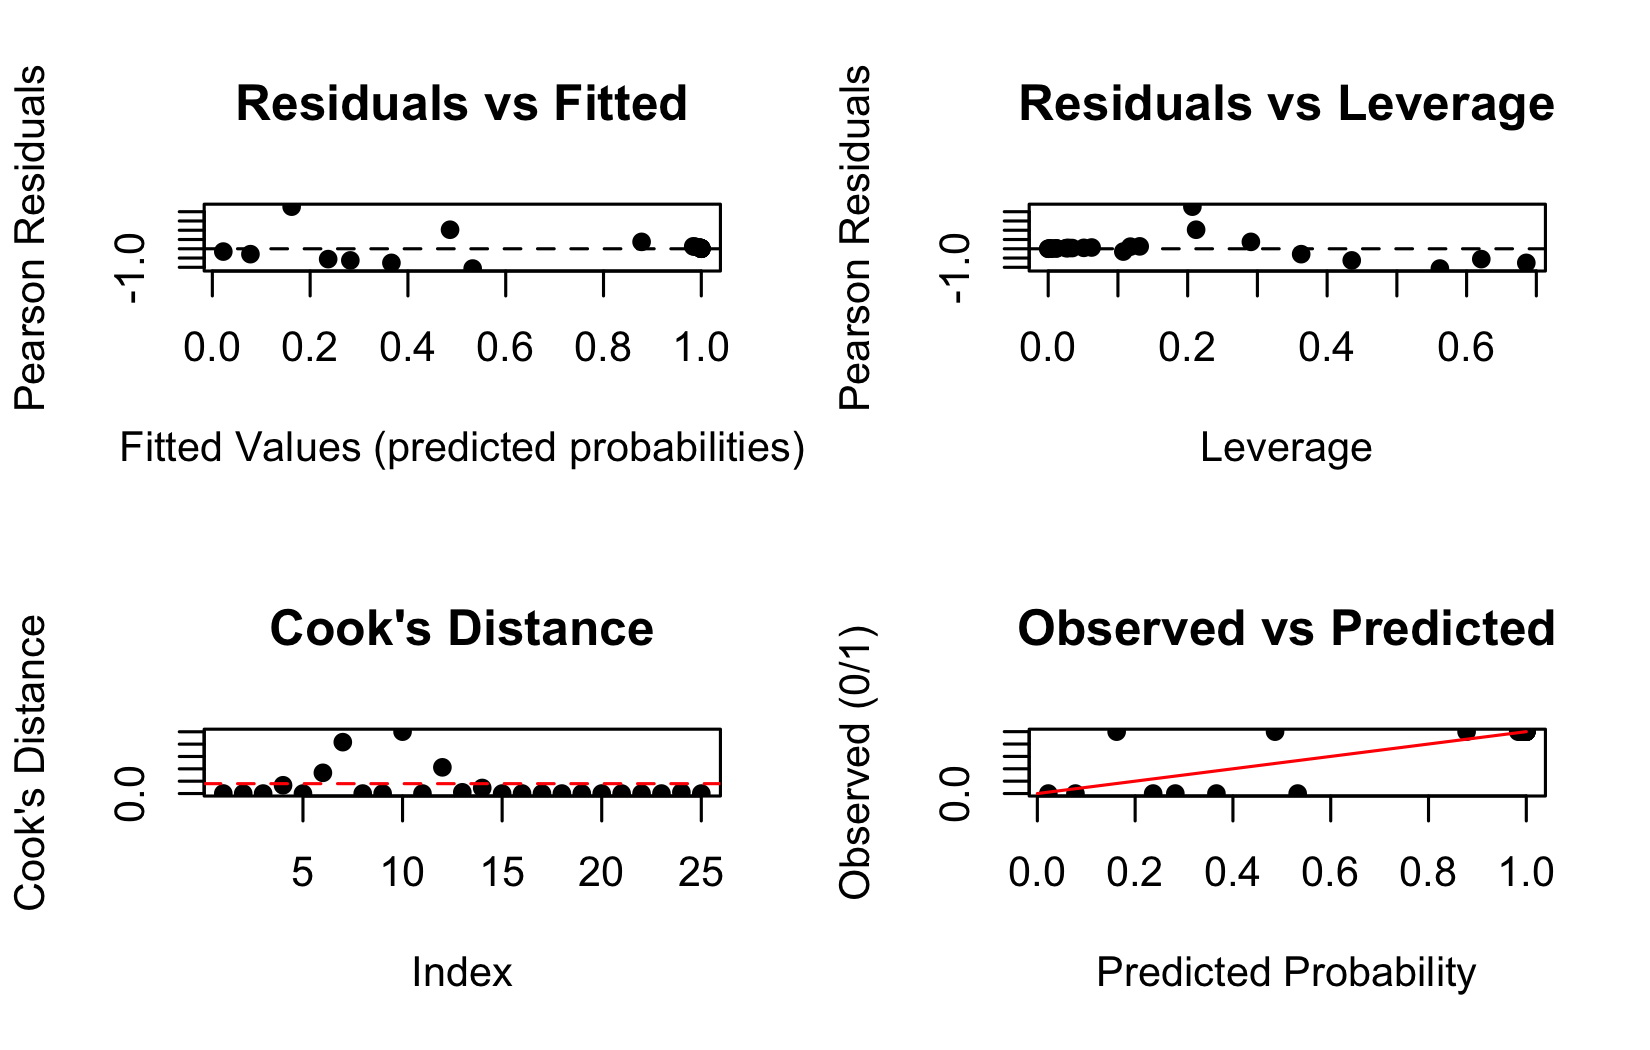 Residuals vs Fitted
Pearson Residuals
-1.0
0.0 0.2 0.4 0.6 0.8 1.0
Fitted Values (predicted probabilities)
Residuals vs Leverage
Pearson Residuals
-1.0
0.0 0.2 0.4 0.6
Leverage
Cook's Distance
Cook's Distance
0.0
5 10 15 20 25
Index
Observed vs Predicted
Observed (0/1)
0.0
0.0 0.2 0.4 0.6 0.8 1.0
Predicted Probability